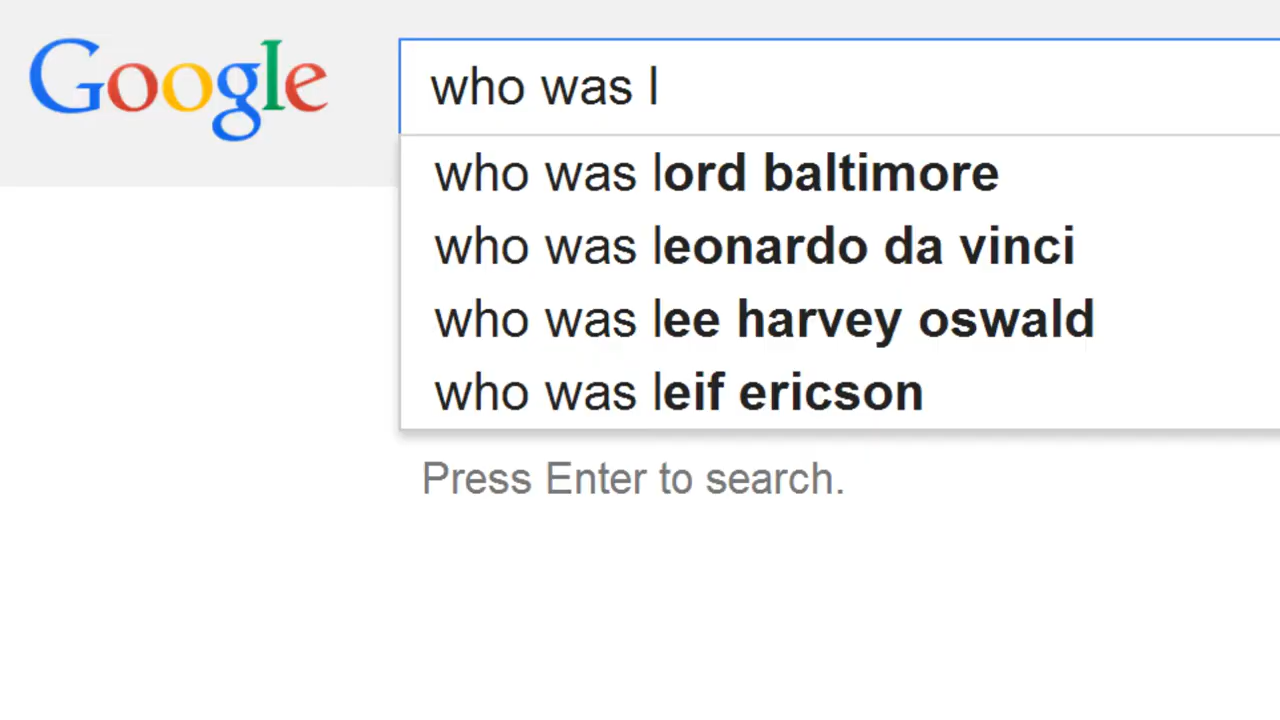 Google
who was l
who was lord baltimore
who was leonardo da vinci
who was lee harvey oswald
who was leif ericson
Press Enter to search.